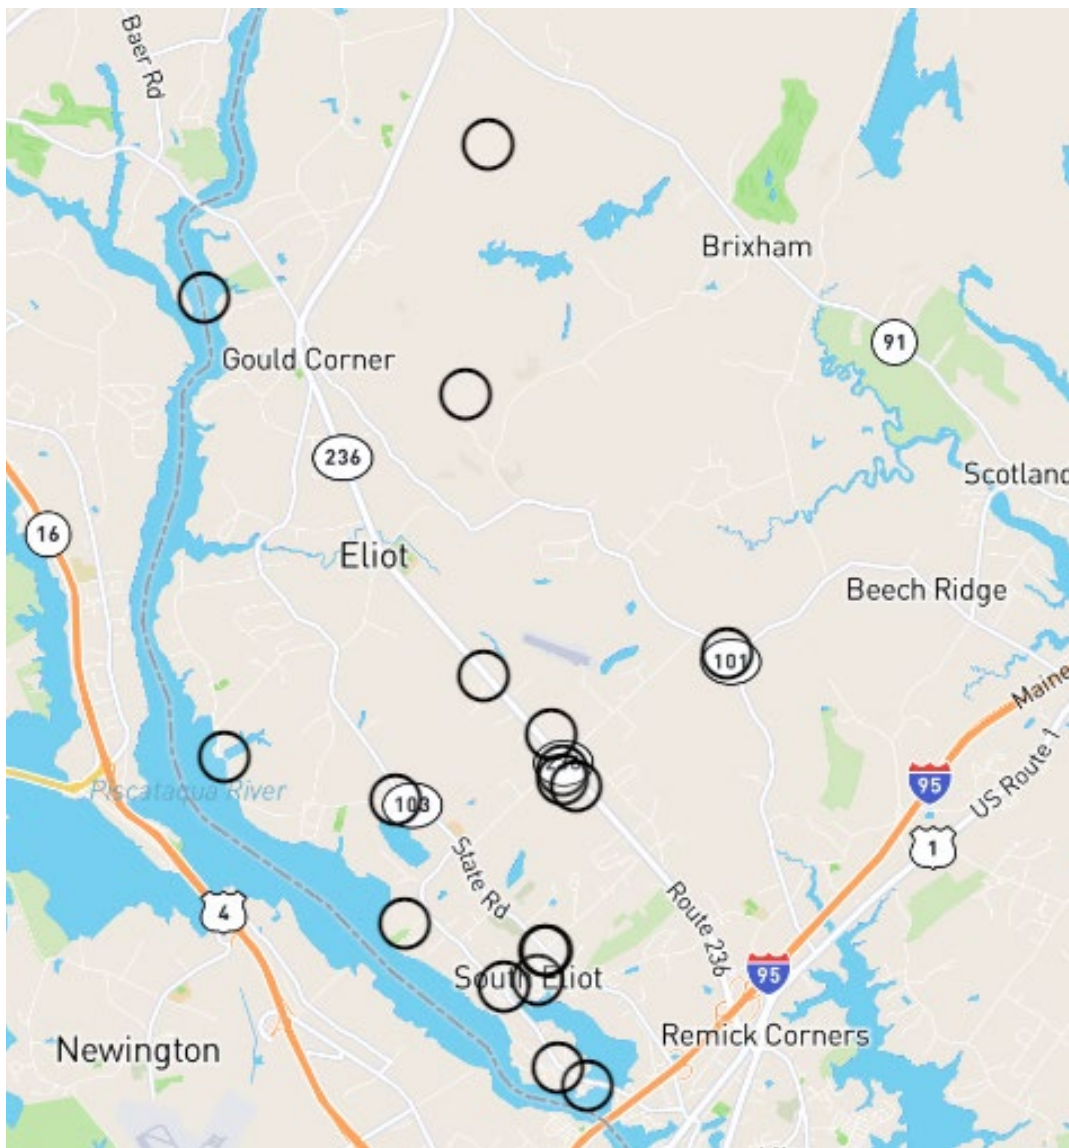 Baer Rd
Brixham
91
Gould Corner
236
Scotland
16
Eliot
Beech Ridge
101
Maine
US Route 1
95
Piscataqua River
103
1
State Rd
4
Route 236
South Eliot
95
Remick Corners
Newington